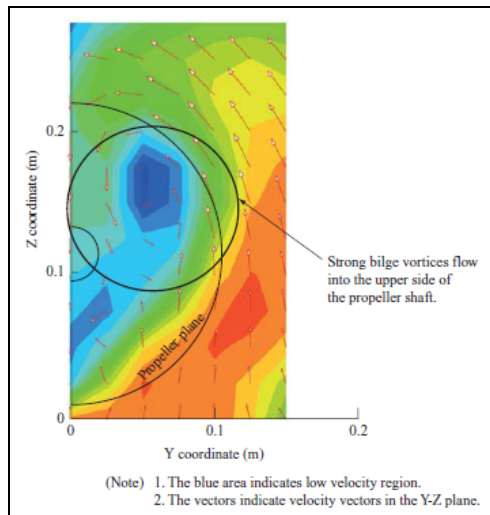 0.2
Z coordinate (m)
0.1
0
Propeller plane
0
0.1
0.2
Y coordinate (m)
Strong bilge vortices flow
into the upper side of
the propeller shaft.
(Note) 1. The blue area indicates low velocity region.
2. The vectors indicate velocity vectors in the Y-Z plane.